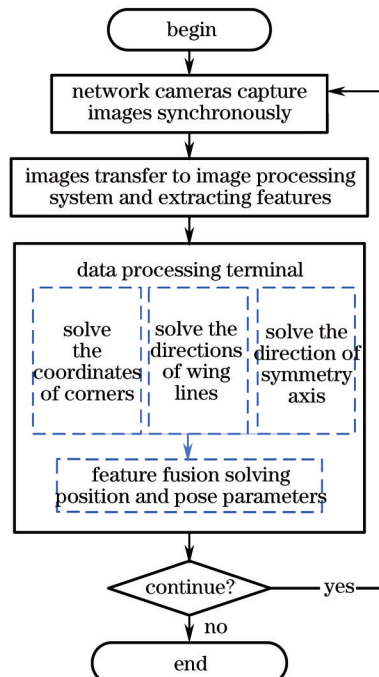 begin
network cameras capture
images synchronously
images transfer to image processing
system and extracting features
data processing terminal
solve
the
coordinates
of corners
solve the
directions
of wing
lines
solve the
direction of
symmetry
axis
feature fusion solving
position and pose parameters
continue?
yes
no
end